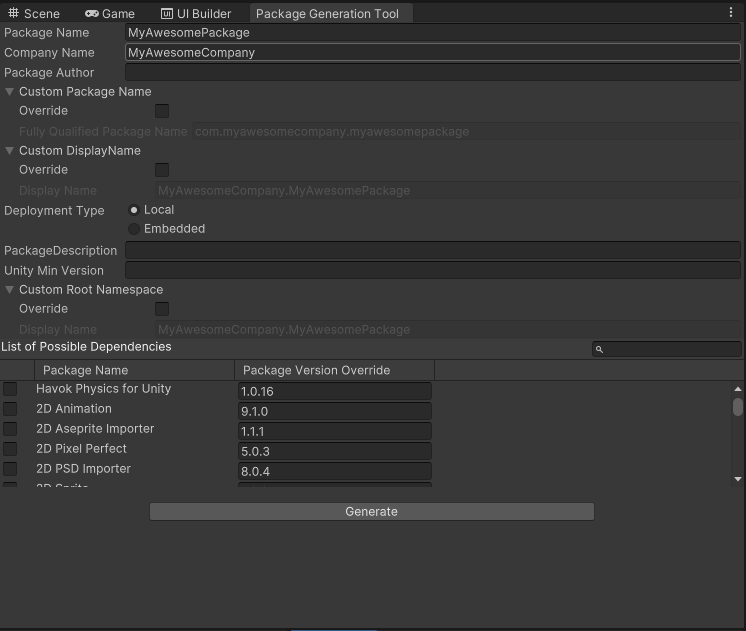 Scene Game UI Builder Package Generation Tool
Package Name MyAwesomePackage
Company Name MyAwesomeCompany
Package Author
Custom Package Name
Override
Fully Qualified Package Name com.myawesomecompany.myawesomepackage
Custom DisplayName
Override
Display Name MyAwesomeCompany.MyAwesomePackage
Deployment Type Local
Embedded
PackageDescription
Unity Min Version
Custom Root Namespace
Override
Display Name MyAwesomeCompany.MyAwesomePackage
List of Possible Dependencies
Package Name Package Version Override
Havok Physics for Unity 1.0.16
2D Animation 9.1.0
2D Aseprite Importer 1.1.1
2D Pixel Perfect 5.0.3
2D PSD Importer 8.0.4
2D Sprite
Generate